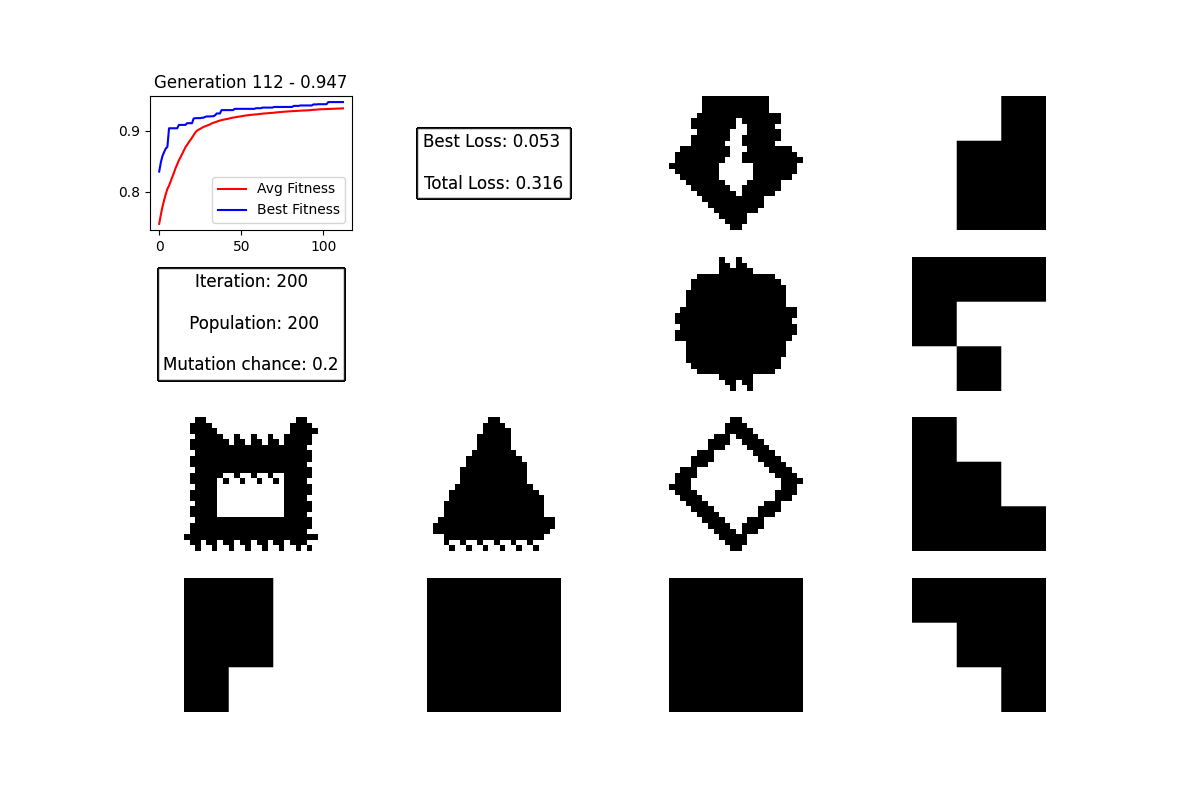 Generation 112 - 0.947
0.9
0.8
Avg Fitness
Best Fitness
0 50 100
Best Loss: 0.053
Total Loss: 0.316
Iteration: 200
Population: 200
Mutation chance: 0.2